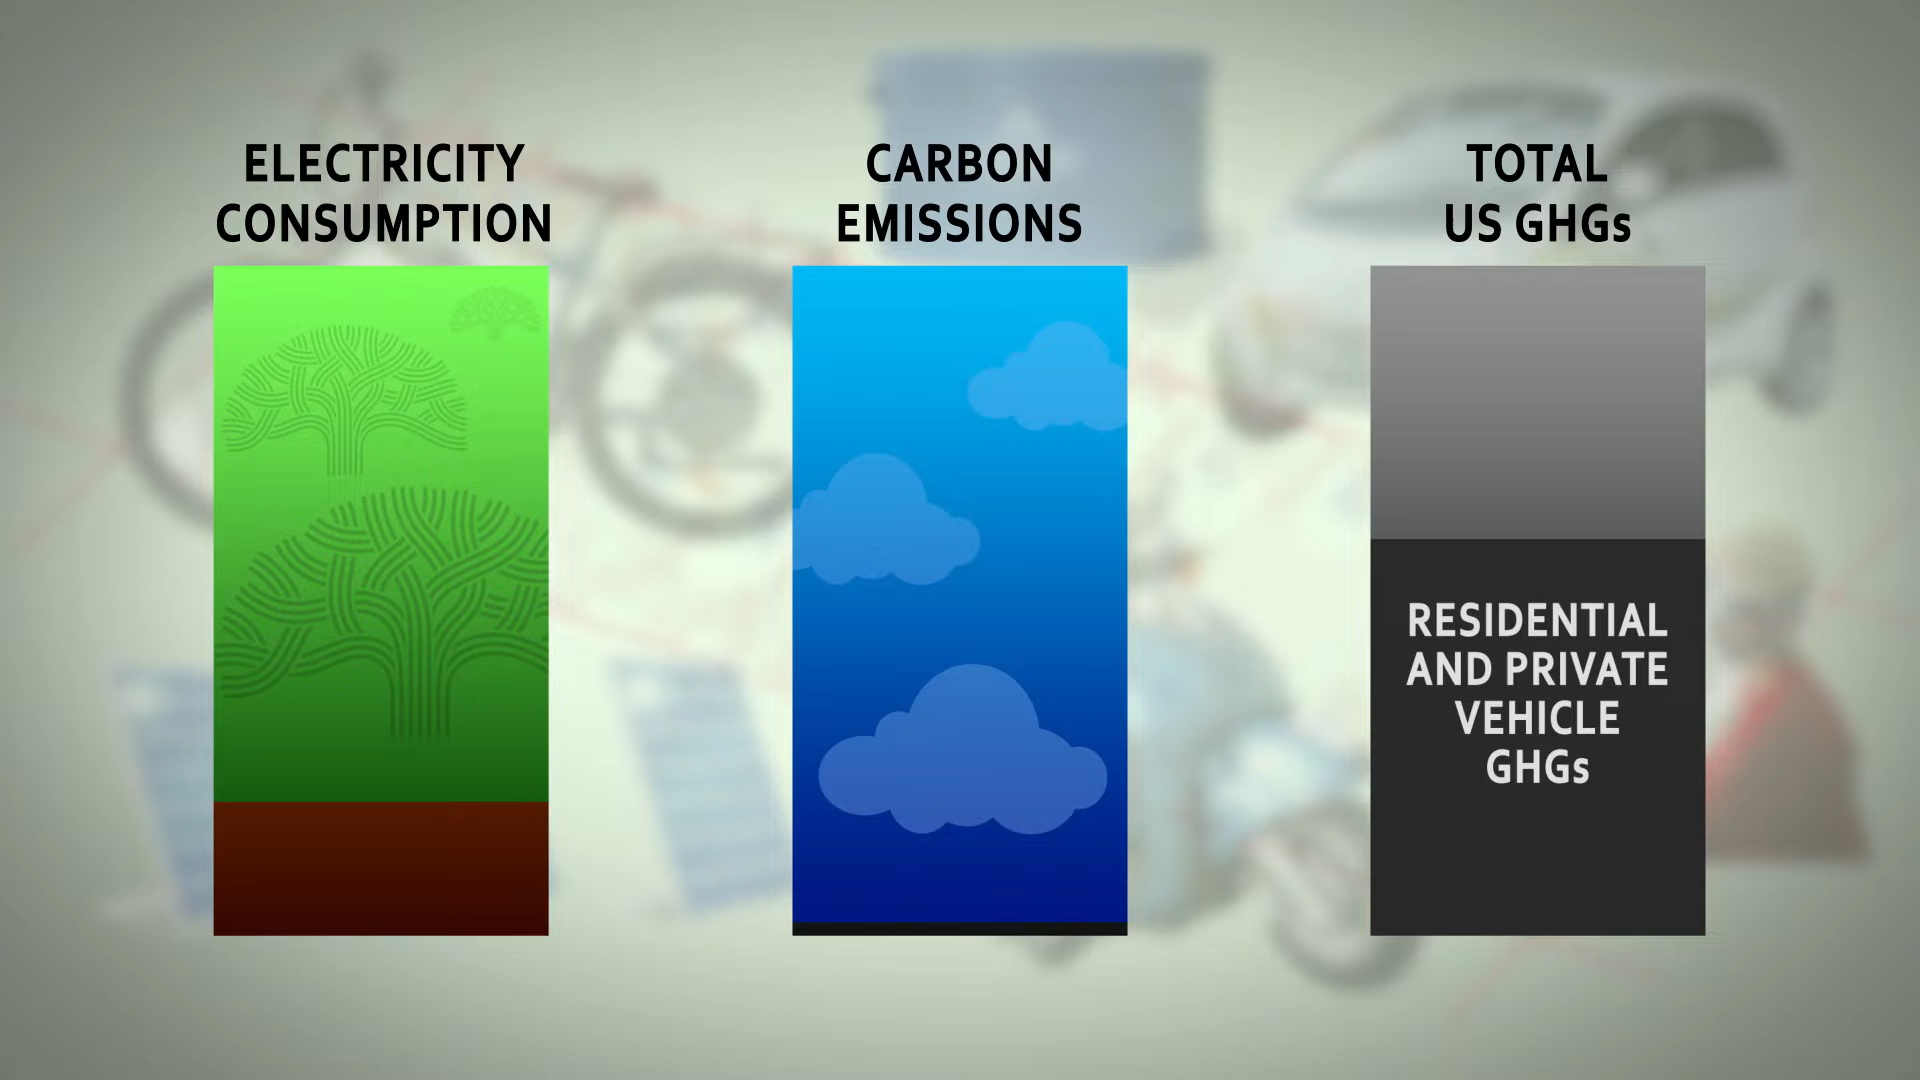 ELECTRICITY
CONSUMPTION
CARBON
EMISSIONS
TOTAL
US GHGs
RESIDENTIAL
AND PRIVATE
VEHICLE
GHGs